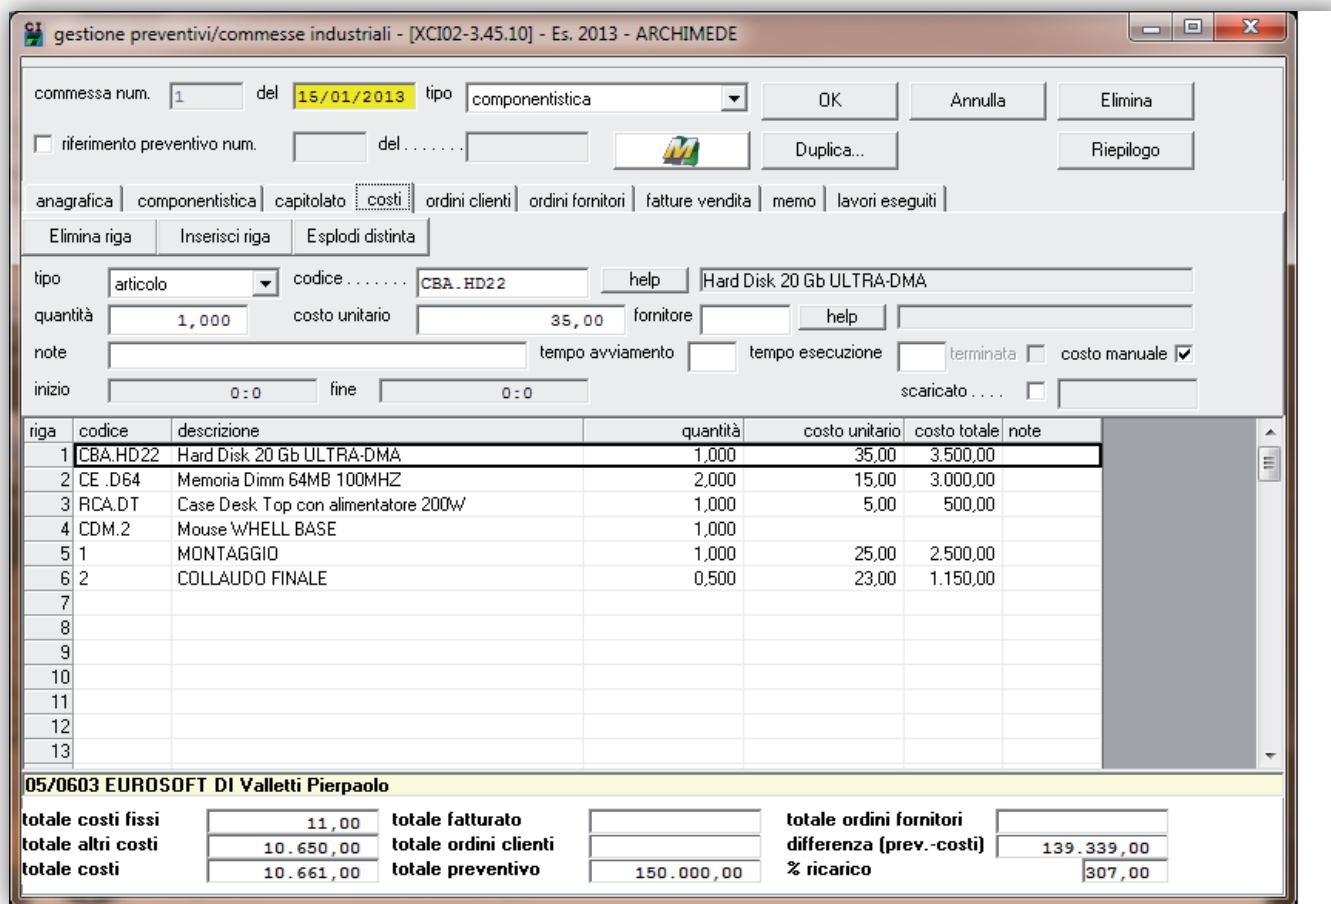 gestione preventivi/commesse industriali - [XCI02-3.45.10] - Es. 2013 - ARCHIMEDE
commessa num. 1 del 15/01/2013 tipo componentistica OK Annulla Elimina
riferimento preventivo num. del . . . . . . . Duplica... Riepilogo
anagrafica componentistica capitolato costi ordini clienti ordini fornitori fatture vendita memo lavori eseguiti
Elimina riga Inserisci riga Esplodi distinta
tipo articolo codice . . . . . . . CBA.HD22 help Hard Disk 20 Gb ULTRA-DMA
quantità 1,000 costo unitario 35,00 fornitore help
note tempo avviamento tempo esecuzione terminata costo manuale
inizio 0:0 fine 0:0 scaricato . . . .
riga codice descrizione quantità costo unitario costo totale note
1 CBA.HD22 Hard Disk 20 Gb ULTRA-DMA 1,000 35,00 3.500,00
2 CE .D64 Memoria Dimm 64MB 100MHZ 2,000 15,00 3.000,00
3 RCA.DT Case Desk Top con alimentatore 200W 1,000 5,00 500,00
4 CDM.2 Mouse WHELL BASE 1,000
5 1 MONTAGGIO 1,000 25,00 2.500,00
6 2 COLLAUDO FINALE 0,500 23,00 1.150,00
7
8
9
10
11
12
13
05/0603 EUROSOFT DI Valletti Pierpaolo
totale costi fissi 11,00 totale fatturato totale ordini fornitori
totale altri costi 10.650,00 totale ordini clienti differenza (prev.-costi) 139.339,00
totale costi 10.661,00 totale preventivo 150.000,00 % ricarico 307,00